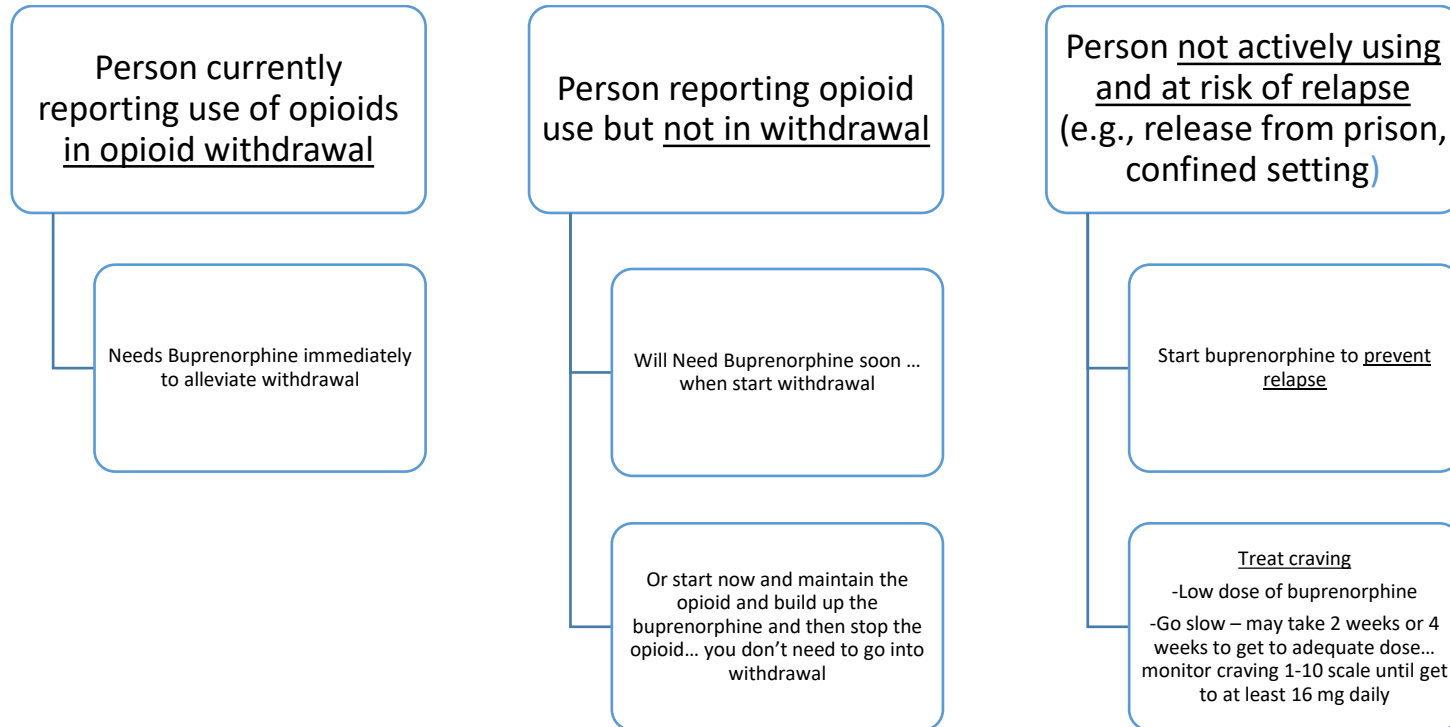 Person currently
reporting use of opioids
in opioid withdrawal
Needs Buprenorphine immediately
to alleviate withdrawal
Person reporting opioid
use but not in withdrawal
Will Need Buprenorphine soon …
when start withdrawal
Or start now and maintain the
opioid and build up the
buprenorphine and then stop the
opioid… you don’t need to go into
withdrawal
Person not actively using
and at risk of relapse
(e.g., release from prison,
confined setting)
Start buprenorphine to prevent
relapse
Treat craving
-Low dose of buprenorphine
-Go slow – may take 2 weeks or 4
weeks to get to adequate dose…
monitor craving 1-10 scale until get
to at least 16 mg daily